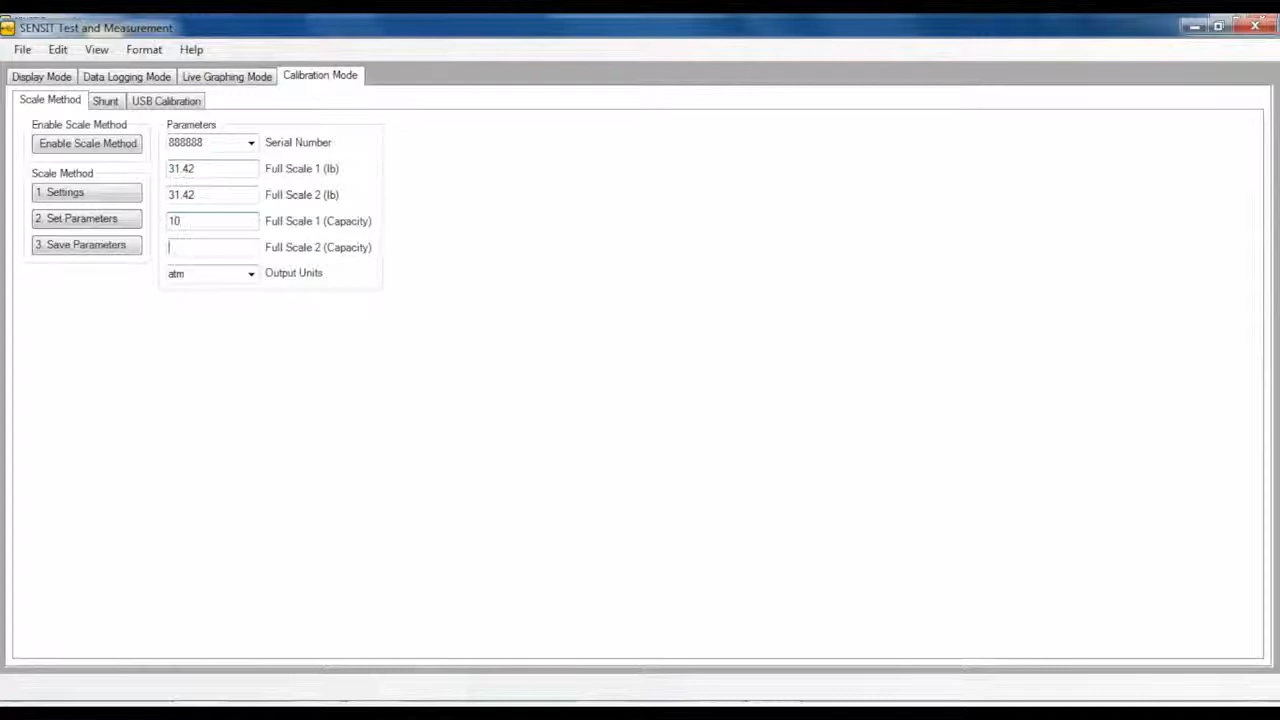 SENSIT Test and Measurement
File Edit View Format Help
Display Mode Data Logging Mode Live Graphing Mode Calibration Mode
Scale Method Shunt USB Calibration
Enable Scale Method
Enable Scale Method
Scale Method
1. Settings
2. Set Parameters
3. Save Parameters
Parameters
888888 Serial Number
31.42 Full Scale 1 (lb)
31.42 Full Scale 2 (lb)
10 Full Scale 1 (Capacity)
Full Scale 2 (Capacity)
atm Output Units